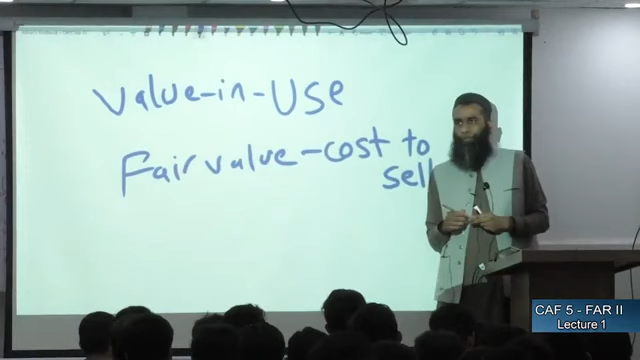 Value-in-Use
Fair value-cost to
sell
CAF 5 - FAR II
Lecture 1